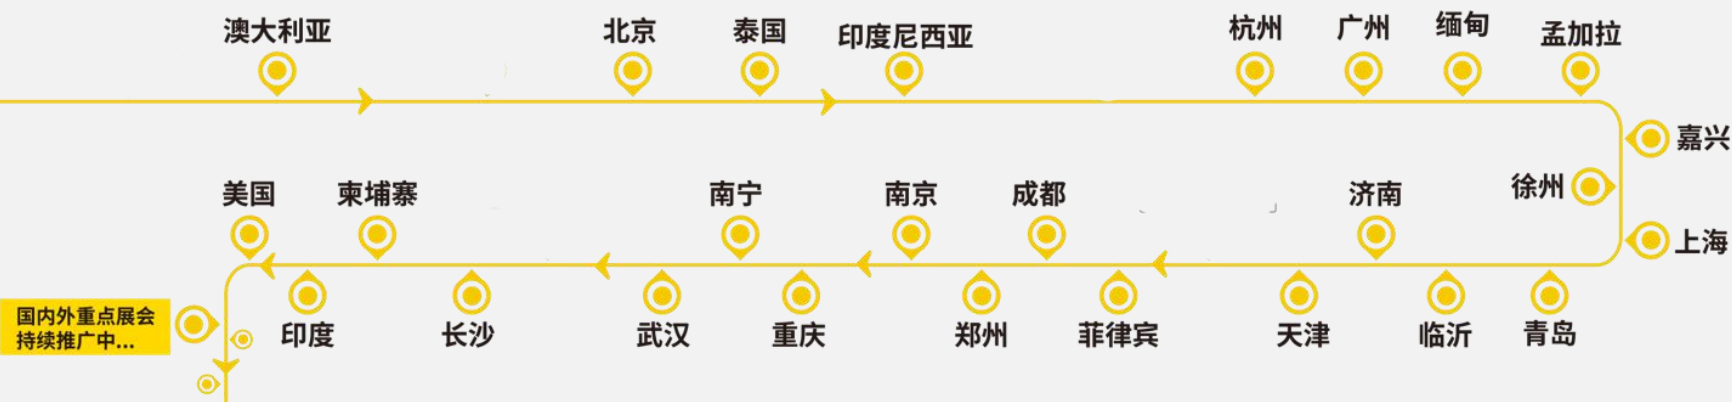 澳大利亚
北京
泰国
印度尼西亚
杭州
广州
缅甸
孟加拉
嘉兴
徐州
上海
美国
柬埔寨
南宁
南京
成都
济南
印度
长沙
武汉
重庆
郑州
菲律宾
天津
临沂
青岛
国内外重点展会
持续推广中...